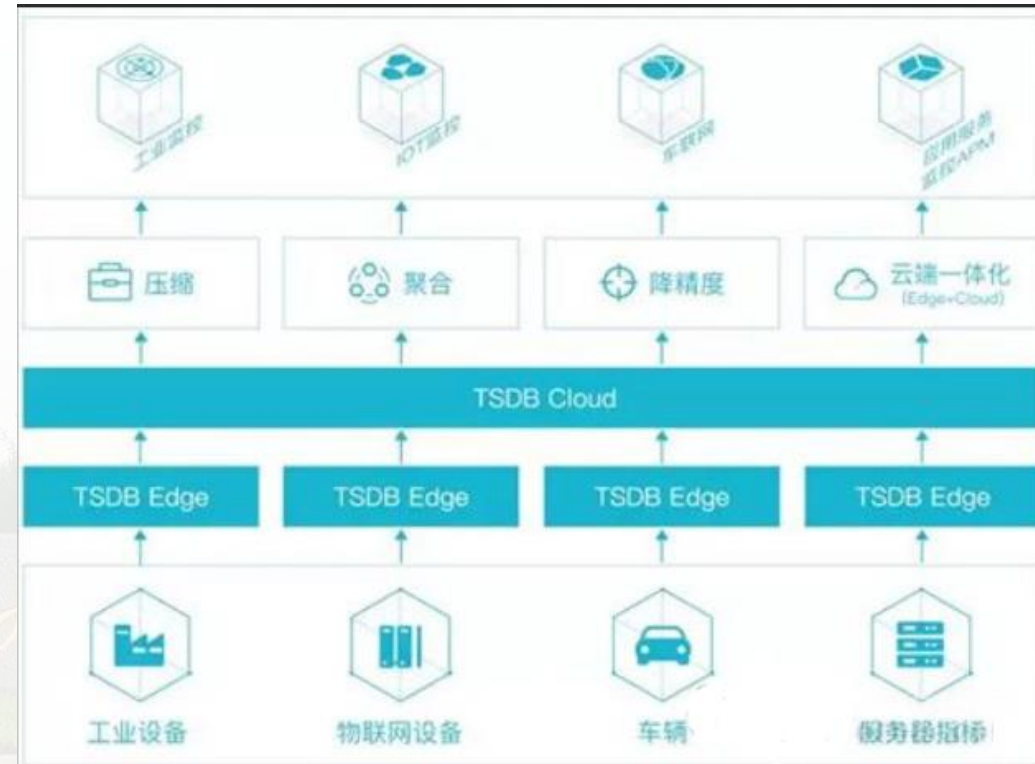 工业监控
IOT监控
车联网
应用服务
监控APM
压缩
聚合
降精度
云端一体化
(Edge+Cloud)
TSDB Cloud
TSDB Edge
TSDB Edge
TSDB Edge
TSDB Edge
工业设备
物联网设备
车辆
服务器指标